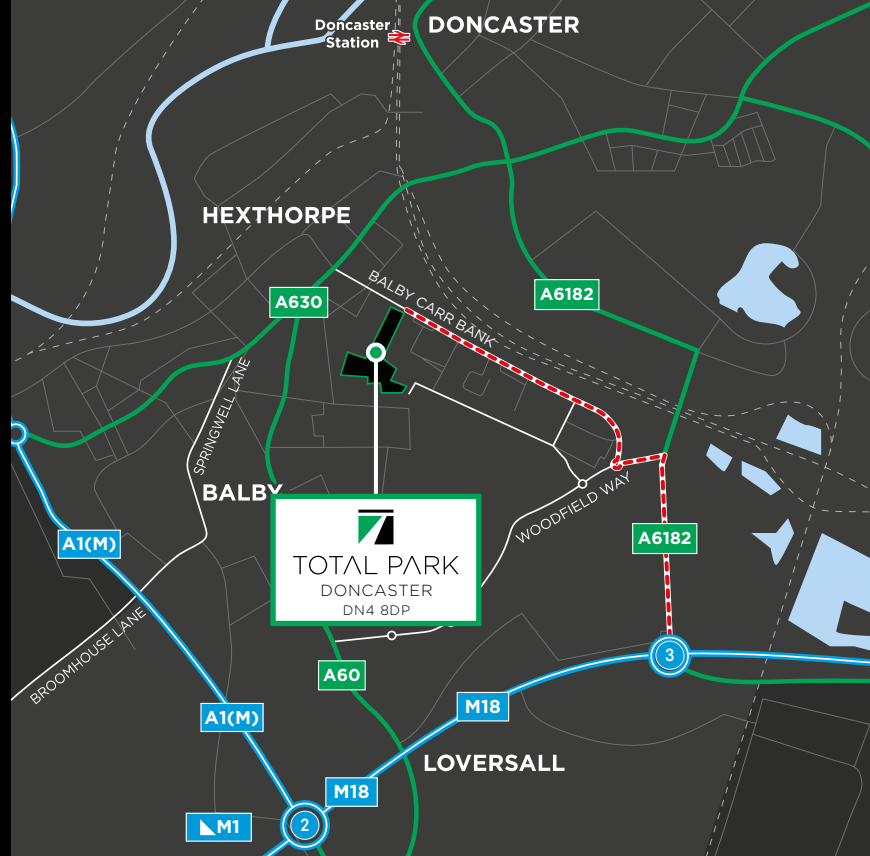 Doncaster
Station
DONCASTER
HEXTHORPE
BALBY CARR BANK
A630
A6182
SPRINGWELL LANE
BALBY
WOODFIELD WAY
A1(M)
A6182
TOTAL PARK
DONCASTER
DN4 8DP
BROOMHOUSE LANE
3
A60
A1(M)
M18
LOVERSALL
M18
M1
2